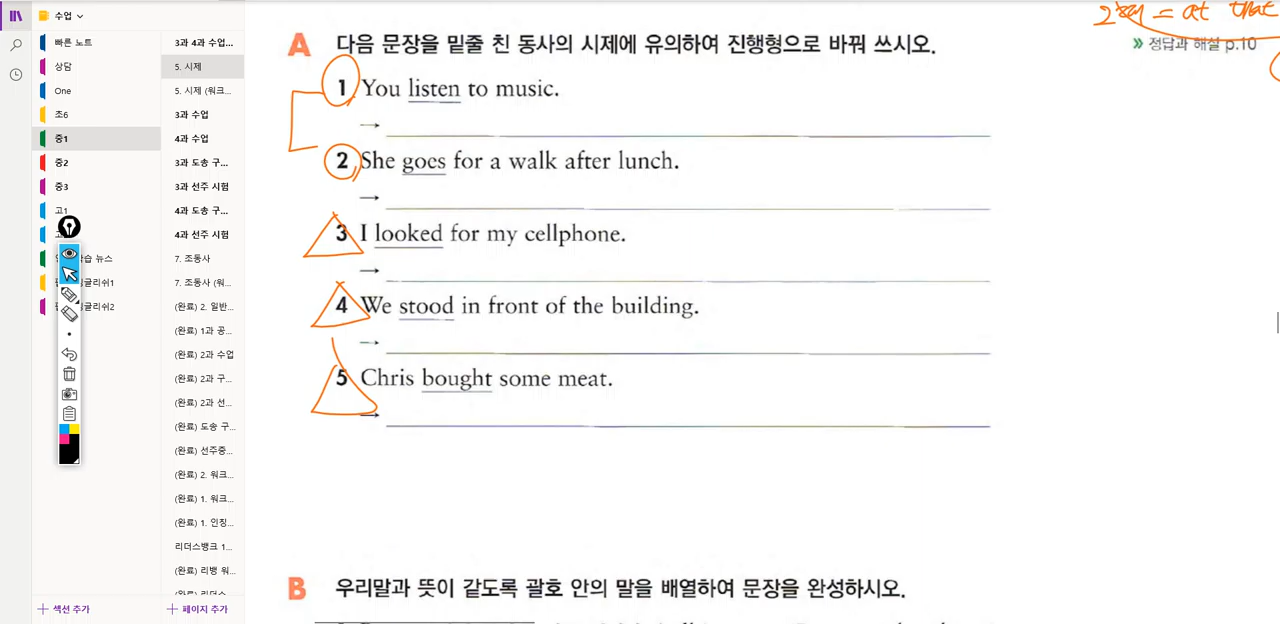 수업
빠른 노트
상담
One
조6
중1
중2
중3
고1
뉴스
3과 4과 수업...
5. 시제
5. 시제 (워크...
3과 수업
4과 수업
3과 도송 구...
3과 선주 시험
4과 도송 구...
4과 선주 시험
7. 조동사
7. 조동사 (워...
(완료) 2. 일반...
(완료) 1과 공...
(완료) 2과 수업
(완료) 2과 구...
(완료) 2과 선...
(완료) 도송 구...
(완료) 선주중...
(완료) 2. 워크...
(완료) 1. 워크...
(완료) 1. 인칭...
리더스뱅크 1...
(완료) 리뱅 워...
섹션 추가
페이지 추가
= at that
정답과 해설 p.10
A 다음 문장을 밑줄 친 동사의 시제에 유의하여 진행형으로 바꿔 쓰시오.
1 You listen to music.
→
2 She goes for a walk after lunch.
→
3 I looked for my cellphone.
→
4 We stood in front of the building.
→
5 Chris bought some meat.
→
B 우리말과 뜻이 같도록 괄호 안의 말을 배열하여 문장을 완성하시오.